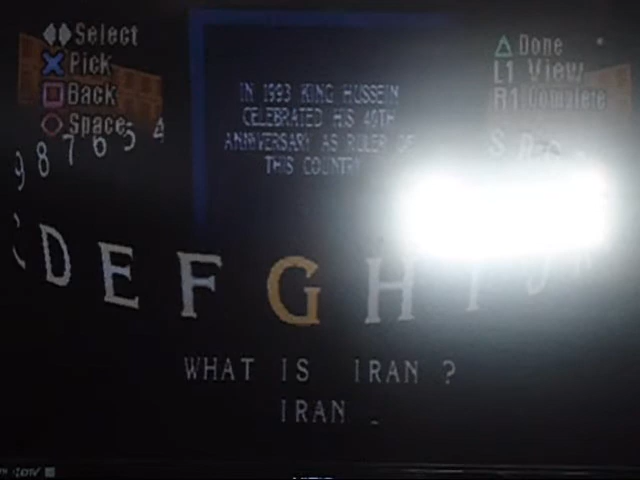 Select
Pick
Back
Space
Done
L1 View
R1 Complete
IN 1993 KING HUSSEIN
CELEBRATED HIS 40TH
ANNIVERSARY AS RULER OF
THIS COUNTRY
9 8 7 6 5 4
C D E F G H I J K
WHAT IS IRAN ?
IRAN _